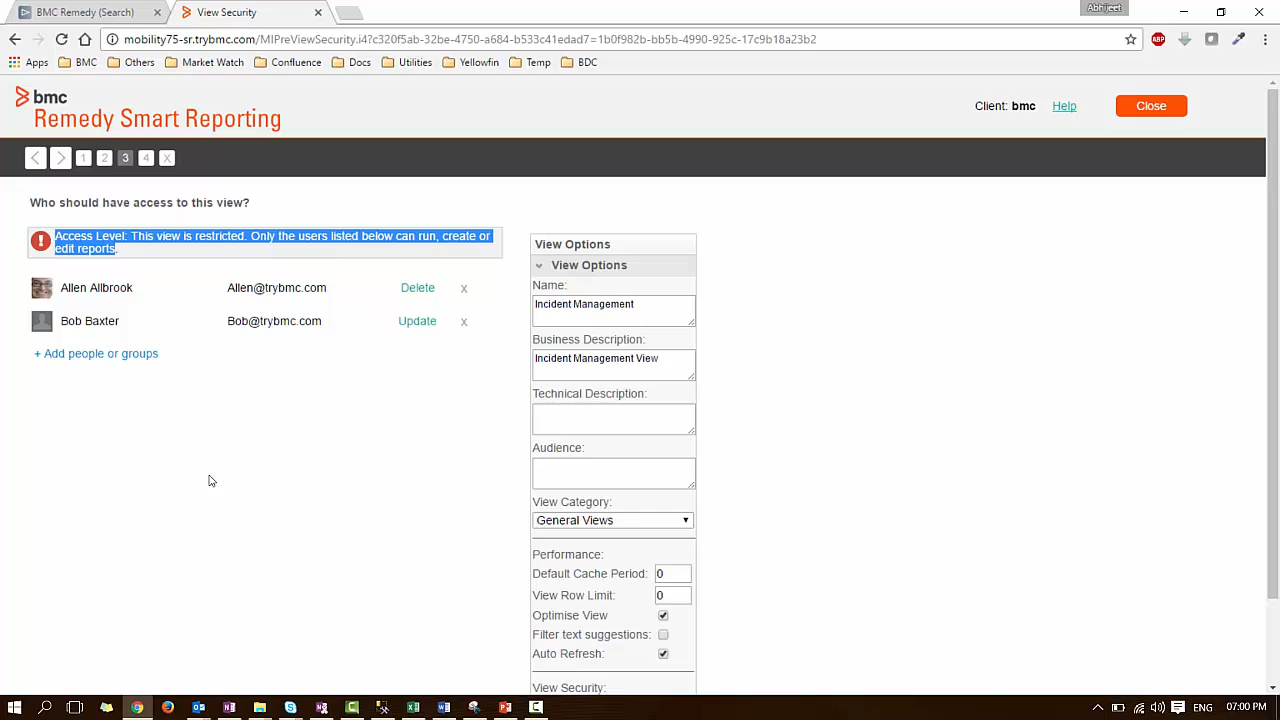 BMC Remedy (Search)
View Security
Abhijeet
mobility75-sr.trybmc.com/MIPreViewSecurity.i4?c320f5ab-32be-4750-a684-b533c41edad7=1b0f982b-bb5b-4990-925c-17c9b18a23b2
ABP
Apps BMC Others Market Watch Confluence Docs Utilities Yellowfin Temp BDC
bmc
Remedy Smart Reporting
Client: bmc Help Close
1 2 3 4 X
Who should have access to this view?
Access Level: This view is restricted. Only the users listed below can run, create or
edit reports.
Allen Allbrook Allen@trybmc.com Delete x
Bob Baxter Bob@trybmc.com Update x
+ Add people or groups
View Options
View Options
Name:
Incident Management
Business Description:
Incident Management View
Technical Description:
Audience:
View Category:
General Views
Performance:
Default Cache Period: 0
View Row Limit: 0
Optimise View
Filter text suggestions:
Auto Refresh:
View Security:
ENG 07:00 PM